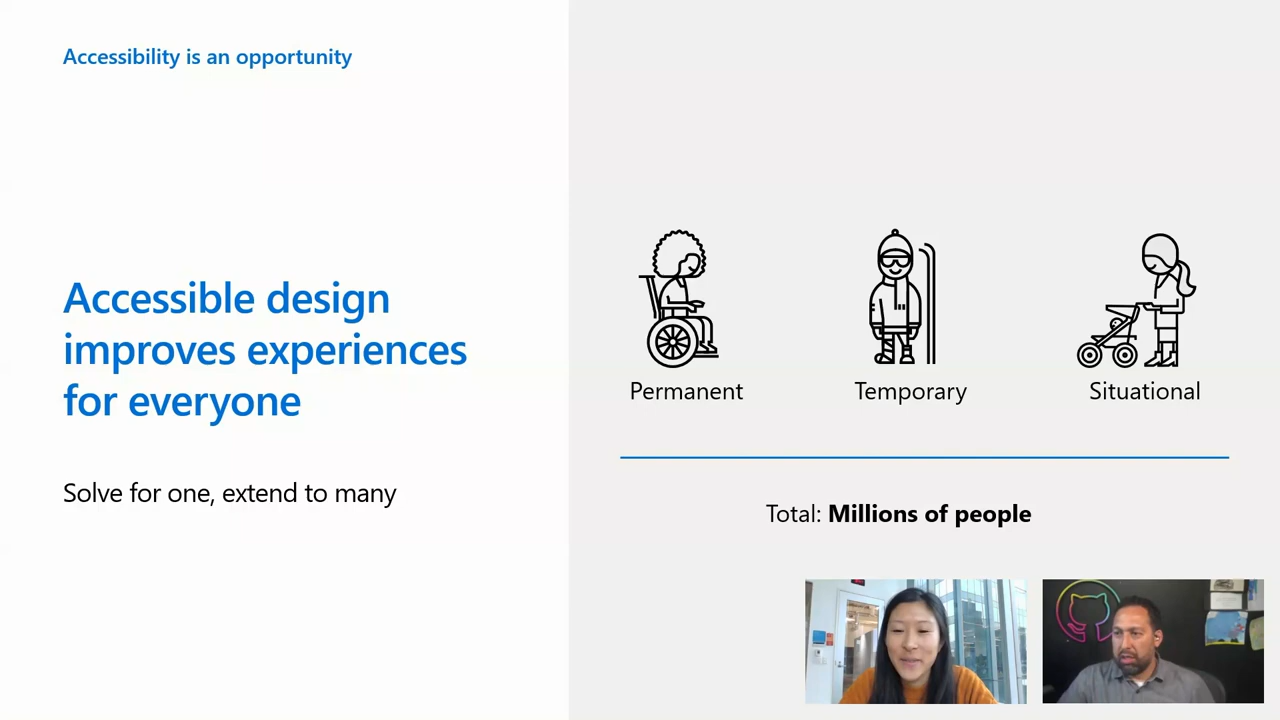 Accessibility is an opportunity
Accessible design
improves experiences
for everyone
Solve for one, extend to many
Permanent
Temporary
Situational
Total: Millions of people